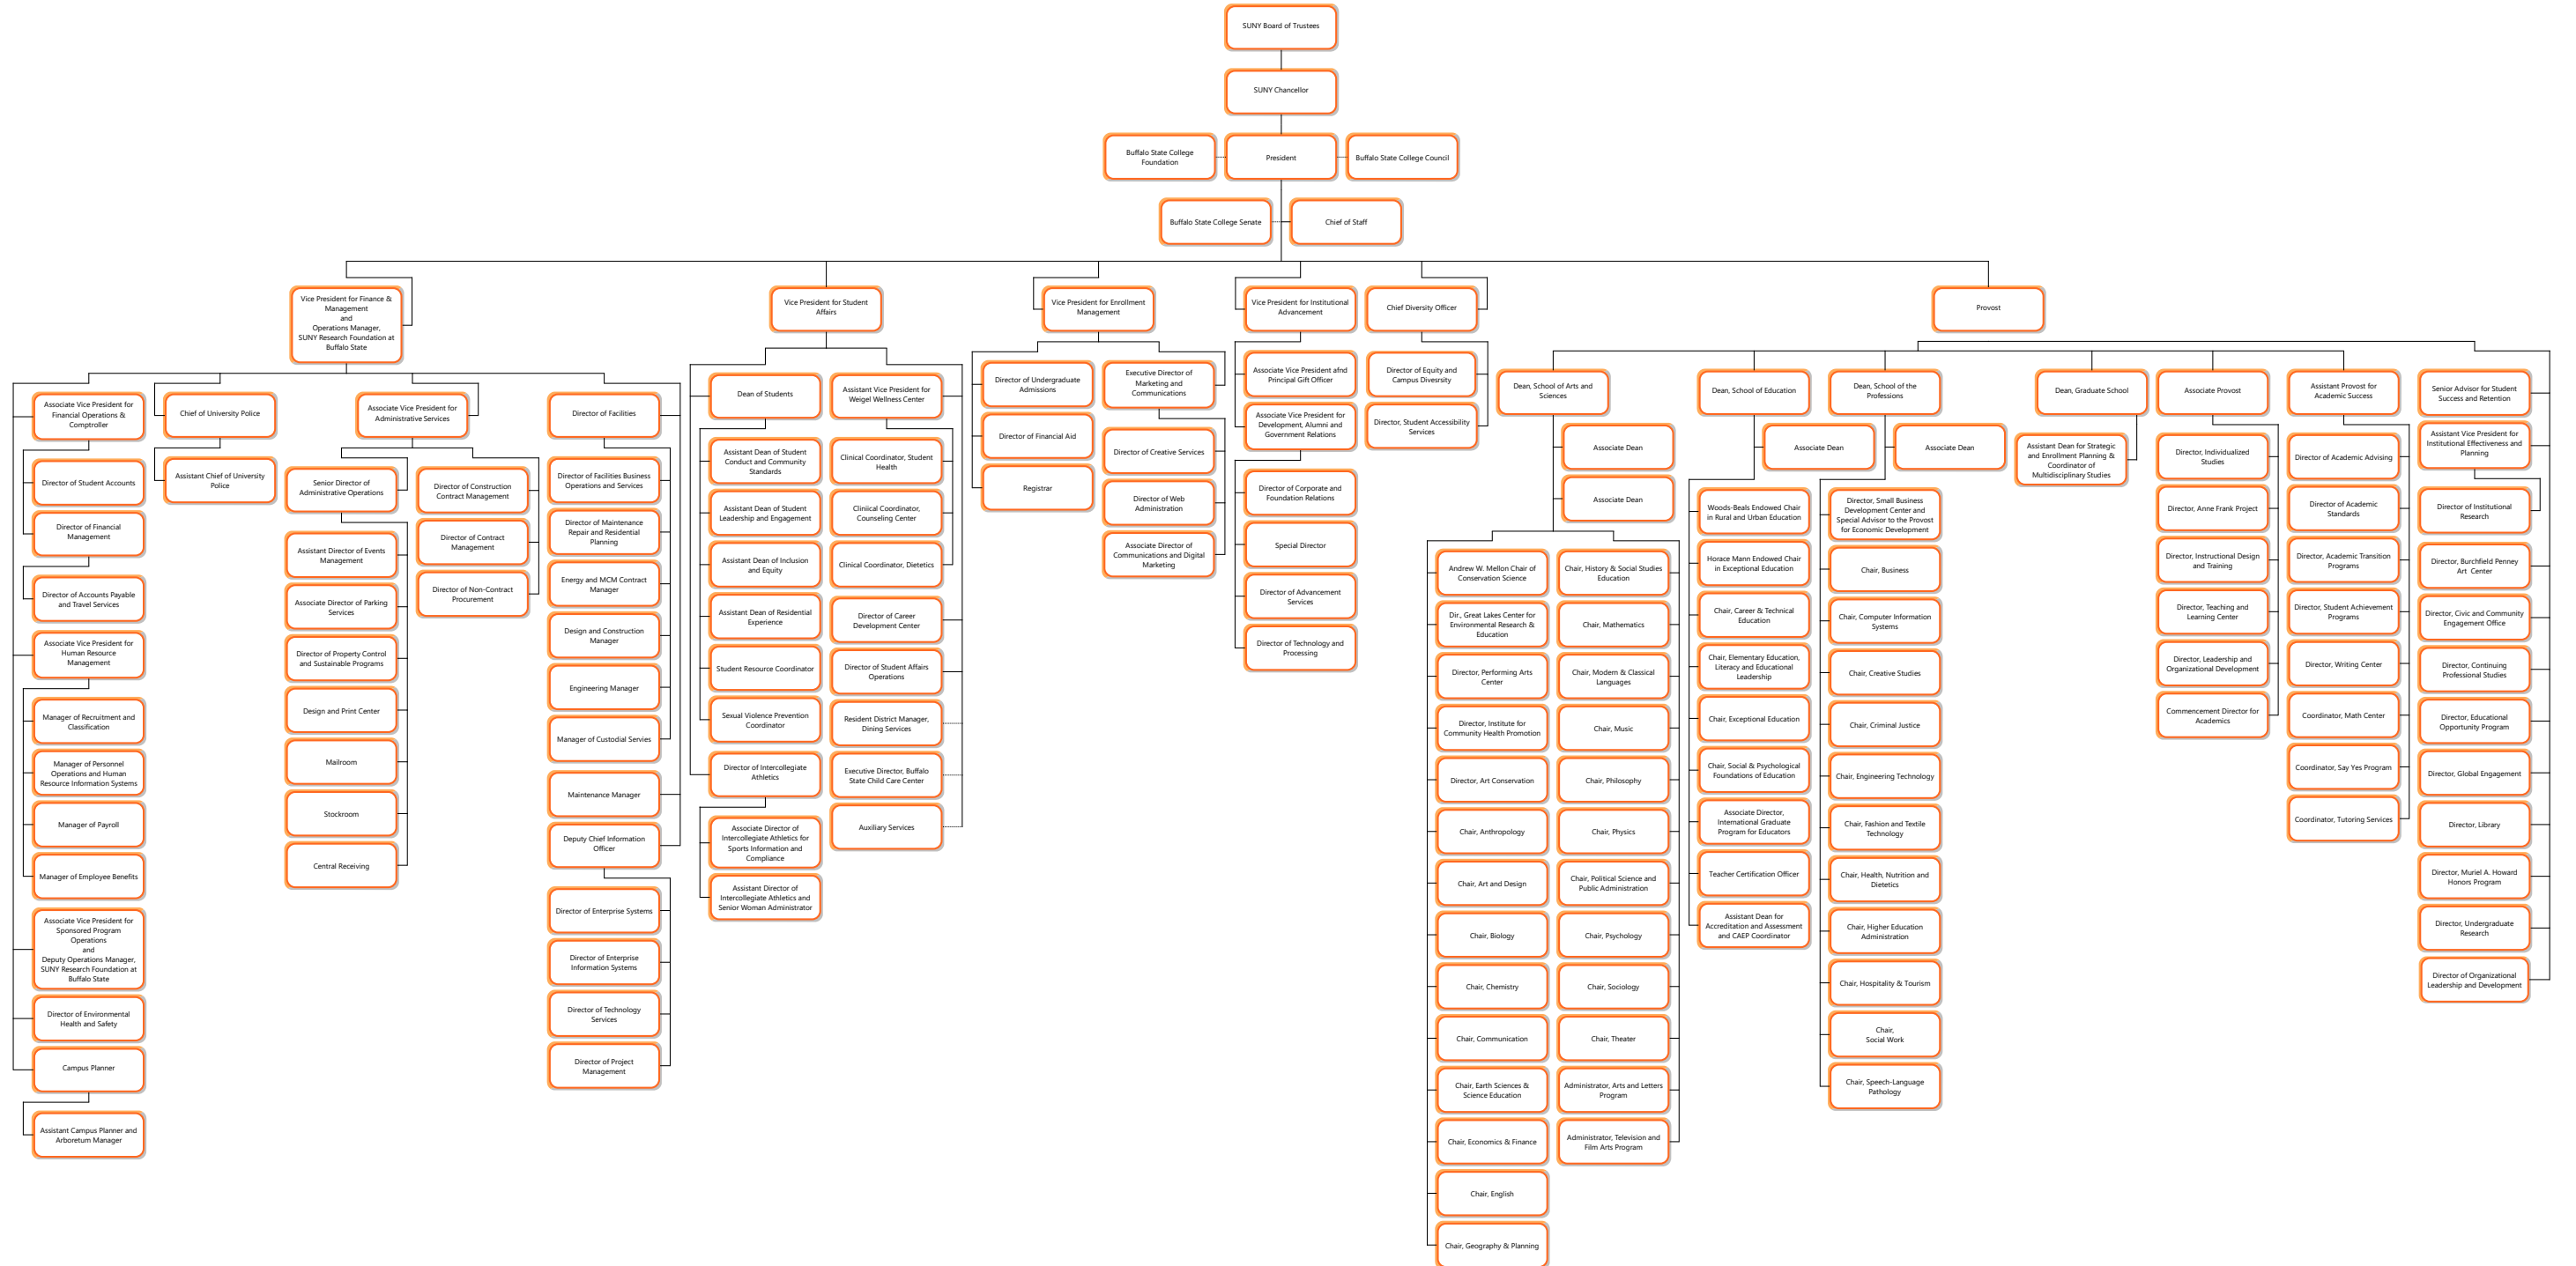 SUNY Board of Trustees
SUNY Chancellor
Buffalo State College
Foundation
President
Buffalo State College Council
Buffalo State College Senate
Chief of Staff
Vice President for Finance &
Management
and
Operations Manager,
SUNY Research Foundation at
Buffalo State
Associate Vice President for
Financial Operations &
Comptroller
Director of Student Accounts
Director of Financial
Management
Director of Accounts Payable
and Travel Services
Associate Vice President for
Human Resource
Management
Manager of Recruitment and
Classification
Manager of Personnel
Operations and Human
Resource Information Systems
Manager of Payroll
Manager of Employee Benefits
Associate Vice President for
Sponsored Program
Operations
and
Deputy Operations Manager,
SUNY Research Foundation at
Buffalo State
Director of Environmental
Health and Safety
Campus Planner
Assistant Campus Planner and
Arboretum Manager
Chief of University Police
Assistant Chief of University
Police
Associate Vice President for
Administrative Services
Senior Director of
Administrative Operations
Assistant Director of Events
Management
Associate Director of Parking
Services
Director of Property Control
and Sustainable Programs
Design and Print Center
Mailroom
Stockroom
Central Receiving
Director of Construction
Contract Management
Director of Contract
Management
Director of Non-Contract
Procurement
Director of Facilities
Director of Facilities Business
Operations and Services
Director of Maintenance
Repair and Residential
Planning
Energy and MCM Contract
Manager
Design and Construction
Manager
Engineering Manager
Manager of Custodial Servies
Maintenance Manager
Deputy Chief Information
Officer
Director of Enterprise Systems
Director of Enterprise
Information Systems
Director of Technology
Services
Director of Project
Management
Vice President for Student
Affairs
Dean of Students
Assistant Dean of Student
Conduct and Community
Standards
Assistant Dean of Student
Leadership and Engagement
Assistant Dean of Inclusion
and Equity
Assistant Dean of Residential
Experience
Student Resource Coordinator
Sexual Violence Prevention
Coordinator
Director of Intercollegiate
Athletics
Associate Director of
Intercollegiate Athletics for
Sports Information and
Compliance
Assistant Director of
Intercollegiate Athletics and
Senior Woman Administrator
Assistant Vice President for
Weigel Wellness Center
Clinical Coordinator, Student
Health
Cliniical Coordinator,
Counseling Center
Clinical Coordinator, Dietetics
Director of Career
Development Center
Director of Student Affairs
Operations
Resident District Manager,
Dining Services
Executive Director, Buffalo
State Child Care Center
Auxiliary Services
Vice President for Enrollment
Management
Director of Undergraduate
Admissions
Director of Financial Aid
Registrar
Executive Director of
Marketing and
Communications
Director of Creative Services
Director of Web
Administration
Associate Director of
Communications and Digital
Marketing
Vice President for Institutional
Advancement
Associate Vice President afnd
Principal Gift Officer
Associate Vice President for
Development, Alumni and
Government Relations
Director of Corporate and
Foundation Relations
Special Director
Director of Advancement
Services
Director of Technology and
Processing
Chief Diversity Officer
Director of Equity and
Campus Divesrsity
Director, Student Accessibility
Services
Provost
Dean, School of Arts and
Sciences
Associate Dean
Associate Dean
Andrew W. Mellon Chair of
Conservation Science
Dir., Great Lakes Center for
Environmental Research &
Education
Director, Performing Arts
Center
Director, Institute for
Community Health Promotion
Director, Art Conservation
Chair, Anthropology
Chair, Art and Design
Chair, Biology
Chair, Chemistry
Chair, Communication
Chair, Earth Sciences &
Science Education
Chair, Economics & Finance
Chair, English
Chair, Geography & Planning
Chair, History & Social Studies
Education
Chair, Mathematics
Chair, Modern & Classical
Languages
Chair, Music
Chair, Philosophy
Chair, Physics
Chair, Political Science and
Public Administration
Chair, Psychology
Chair, Sociology
Chair, Theater
Administrator, Arts and Letters
Program
Administrator, Television and
Film Arts Program
Dean, School of Education
Associate Dean
Woods-Beals Endowed Chair
in Rural and Urban Education
Horace Mann Endowed Chair
in Exceptional Education
Chair, Career & Technical
Education
Chair, Elementary Education,
Literacy and Educational
Leadership
Chair, Exceptional Education
Chair, Social & Psychological
Foundations of Education
Associate Director,
International Graduate
Program for Educators
Teacher Certification Officer
Assistant Dean for
Accreditation and Assessment
and CAEP Coordinator
Dean, School of the
Professions
Associate Dean
Director, Small Business
Development Center and
Special Advisor to the Provost
for Economic Development
Chair, Business
Chair, Computer Information
Systems
Chair, Creative Studies
Chair, Criminal Justice
Chair, Engineering Technology
Chair, Fashion and Textile
Technology
Chair, Health, Nutrition and
Dietetics
Chair, Higher Education
Administration
Chair, Hospitality & Tourism
Chair,
Social Work
Chair, Speech-Language
Pathology
Dean, Graduate School
Assistant Dean for Strategic
and Enrollment Planning &
Coordinator of
Multidisciplinary Studies
Associate Provost
Director, Individualized
Studies
Director, Anne Frank Project
Director, Instructional Design
and Training
Director, Teaching and
Learning Center
Director, Leadership and
Organizational Development
Commencement Director for
Academics
Assistant Provost for
Academic Success
Director of Academic Advising
Director of Academic
Standards
Director, Academic Transition
Programs
Director, Student Achievement
Programs
Director, Writing Center
Coordinator, Math Center
Coordinator, Say Yes Program
Coordinator, Tutoring Services
Senior Advisor for Student
Success and Retention
Assistant Vice President for
Institutional Effectiveness and
Planning
Director of Institutional
Research
Director, Burchfield Penney
Art Center
Director, Civic and Community
Engagement Office
Director, Continuing
Professional Studies
Director, Educational
Opportunity Program
Director, Global Engagement
Director, Library
Director, Muriel A. Howard
Honors Program
Director, Undergraduate
Research
Director of Organizational
Leadership and Development